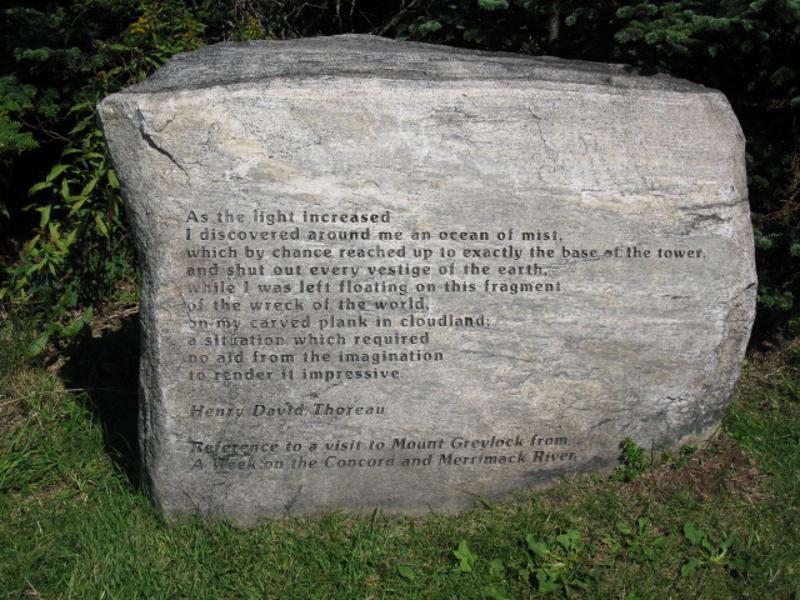 As the light increased
I discovered around me an ocean of mist,
which by chance reached up to exactly the base of the tower,
and shut out every vestige of the earth,
while I was left floating on this fragment
of the wreck of the world,
on my carved plank in cloudland;
a situation which required
no aid from the imagination
to render it impressive.
Henry David Thoreau
Reference to a visit to Mount Greylock from
A Week on the Concord and Merrimack River